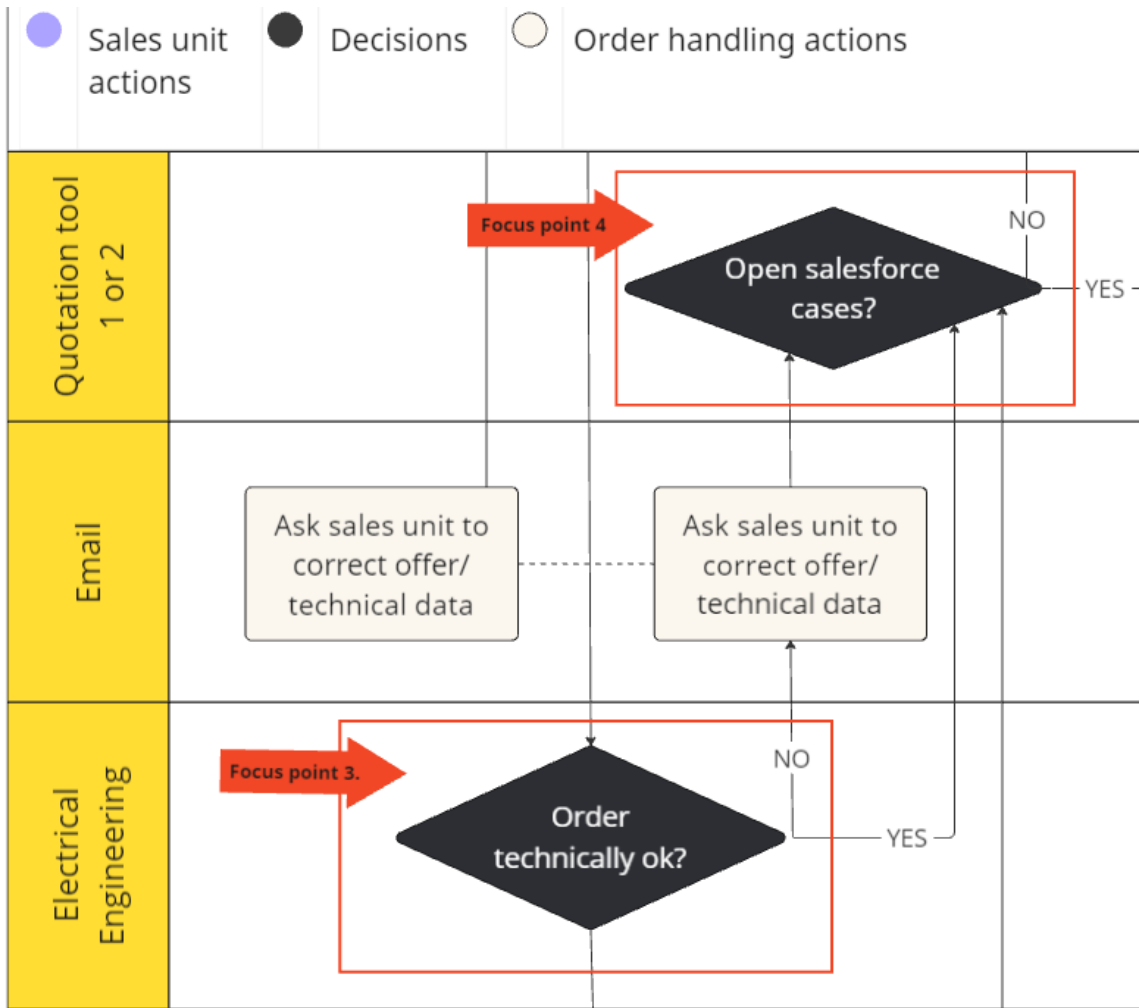 Sales unit
actions
Decisions
Order handling actions
Quotation tool
1 or 2
Focus point 4
Open salesforce
cases?
NO
YES
Email
Ask sales unit to
correct offer/
technical data
Ask sales unit to
correct offer/
technical data
Electrical
Engineering
Focus point 3.
Order
technically ok?
NO
YES